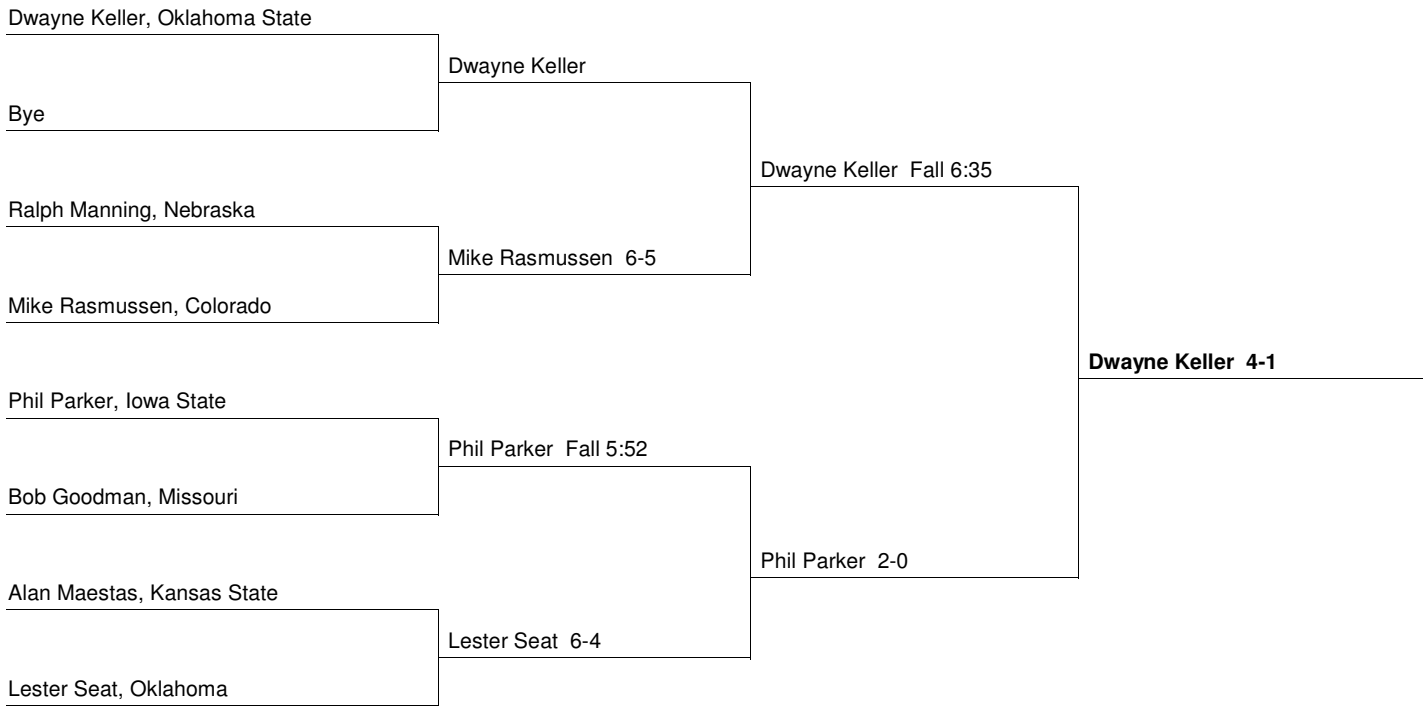 Dwayne Keller, Oklahoma State
Dwayne Keller
Bye
Dwayne Keller  Fall 6:35
Ralph Manning, Nebraska
Mike Rasmussen  6-5
Mike Rasmussen, Colorado
Dwayne Keller  4-1
Phil Parker, Iowa State
Phil Parker  Fall 5:52
Bob Goodman, Missouri
Phil Parker  2-0
Alan Maestas, Kansas State
Lester Seat  6-4
Lester Seat, Oklahoma